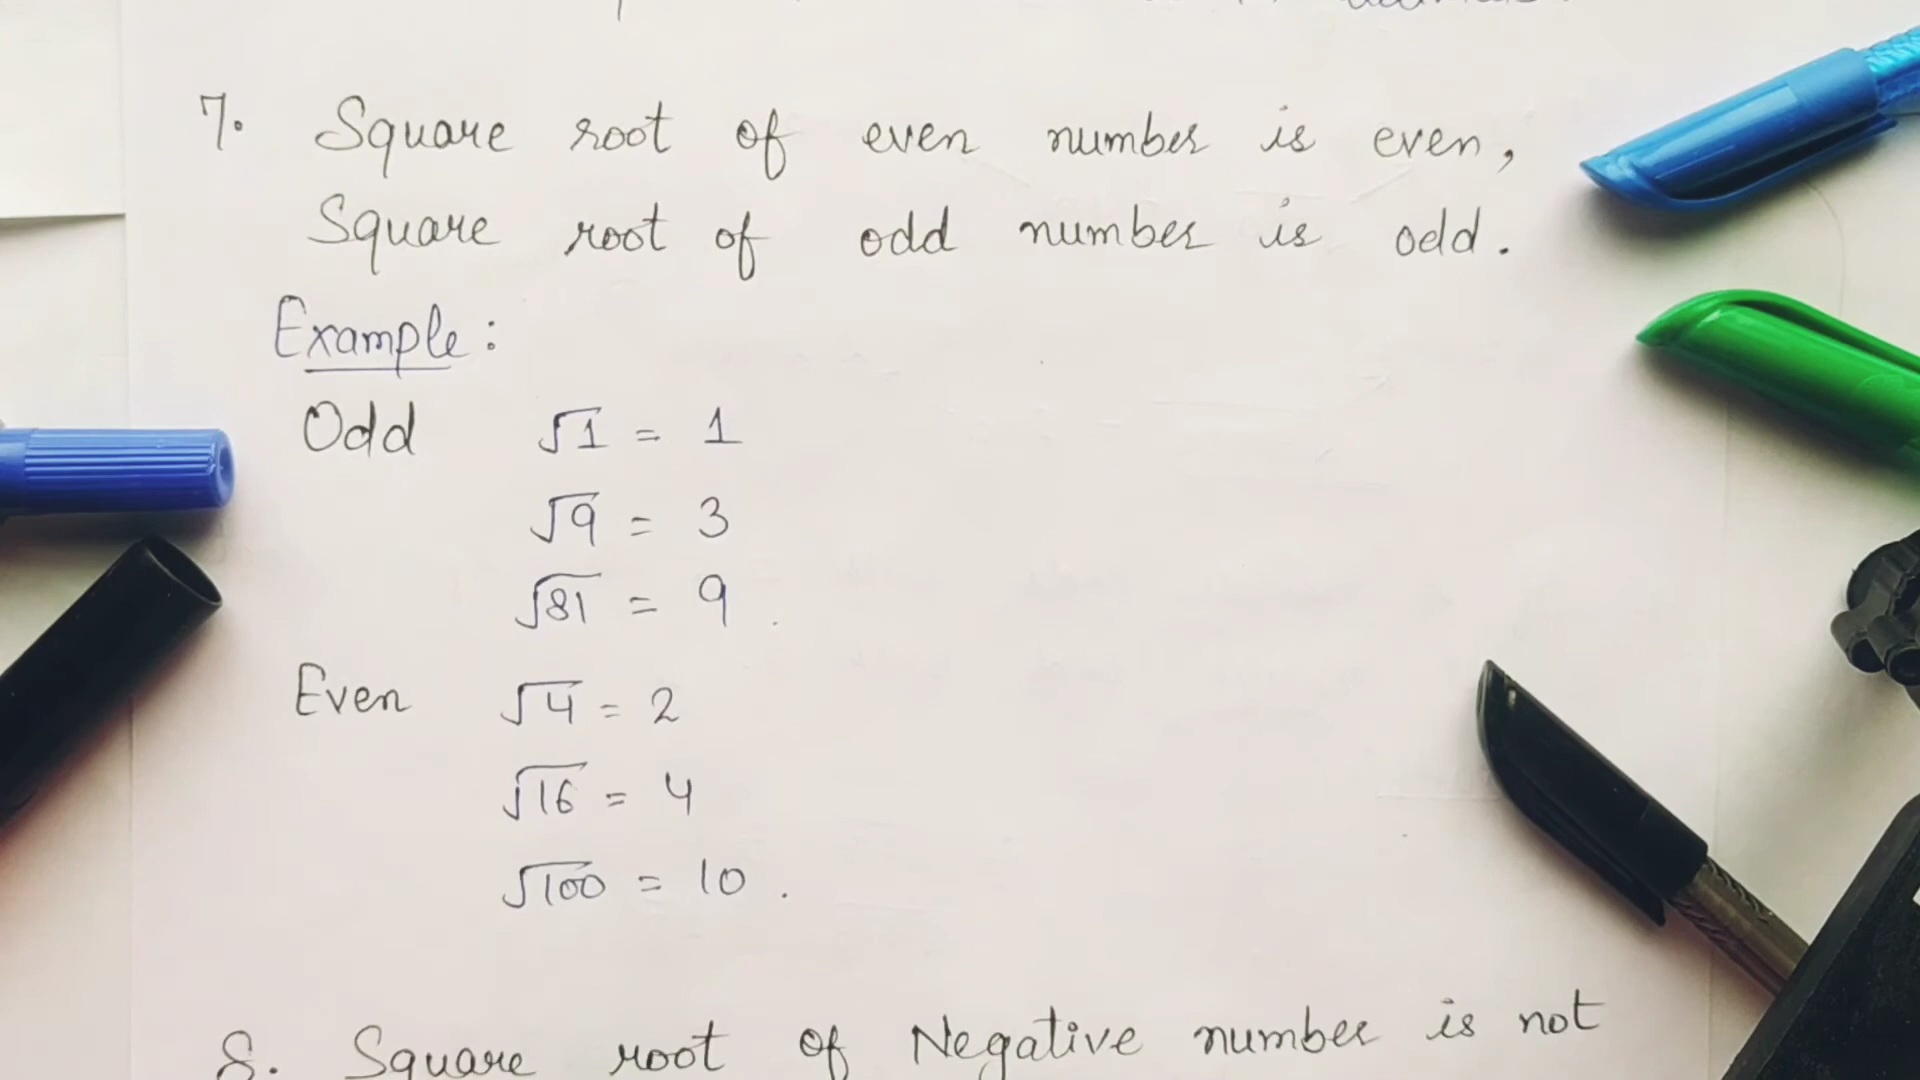 7. Square root of even number is even,
Square root of odd number is odd.
Example:
Odd √1 = 1
√9 = 3
√81 = 9.
Even √4 = 2
√16 = 4
√100 = 10.
8. Square root of Negative number is not